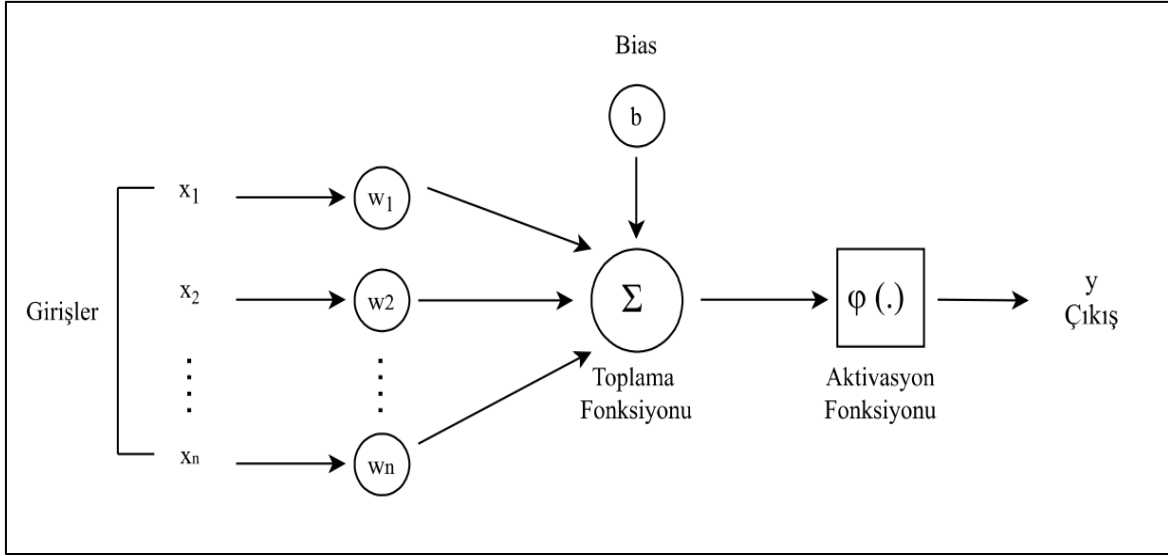 Bias
b
x₁
w₁
x₂
w₂
Girişler
Σ
φ (.)
y
Çıkış
Toplama
Fonksiyonu
Aktivasyon
Fonksiyonu
xₙ
wₙ